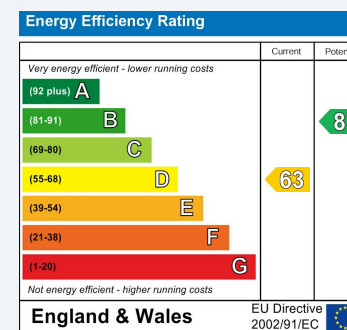 Energy Efficiency Rating
Current
Very energy efficient - lower running costs
(92 plus) A
(81-91) B
(69-80) C
(55-68) D
63
(39-54) E
(21-38) F
(1-20) G
Not energy efficient - higher running costs
England & Wales
EU Directive
2002/91/EC